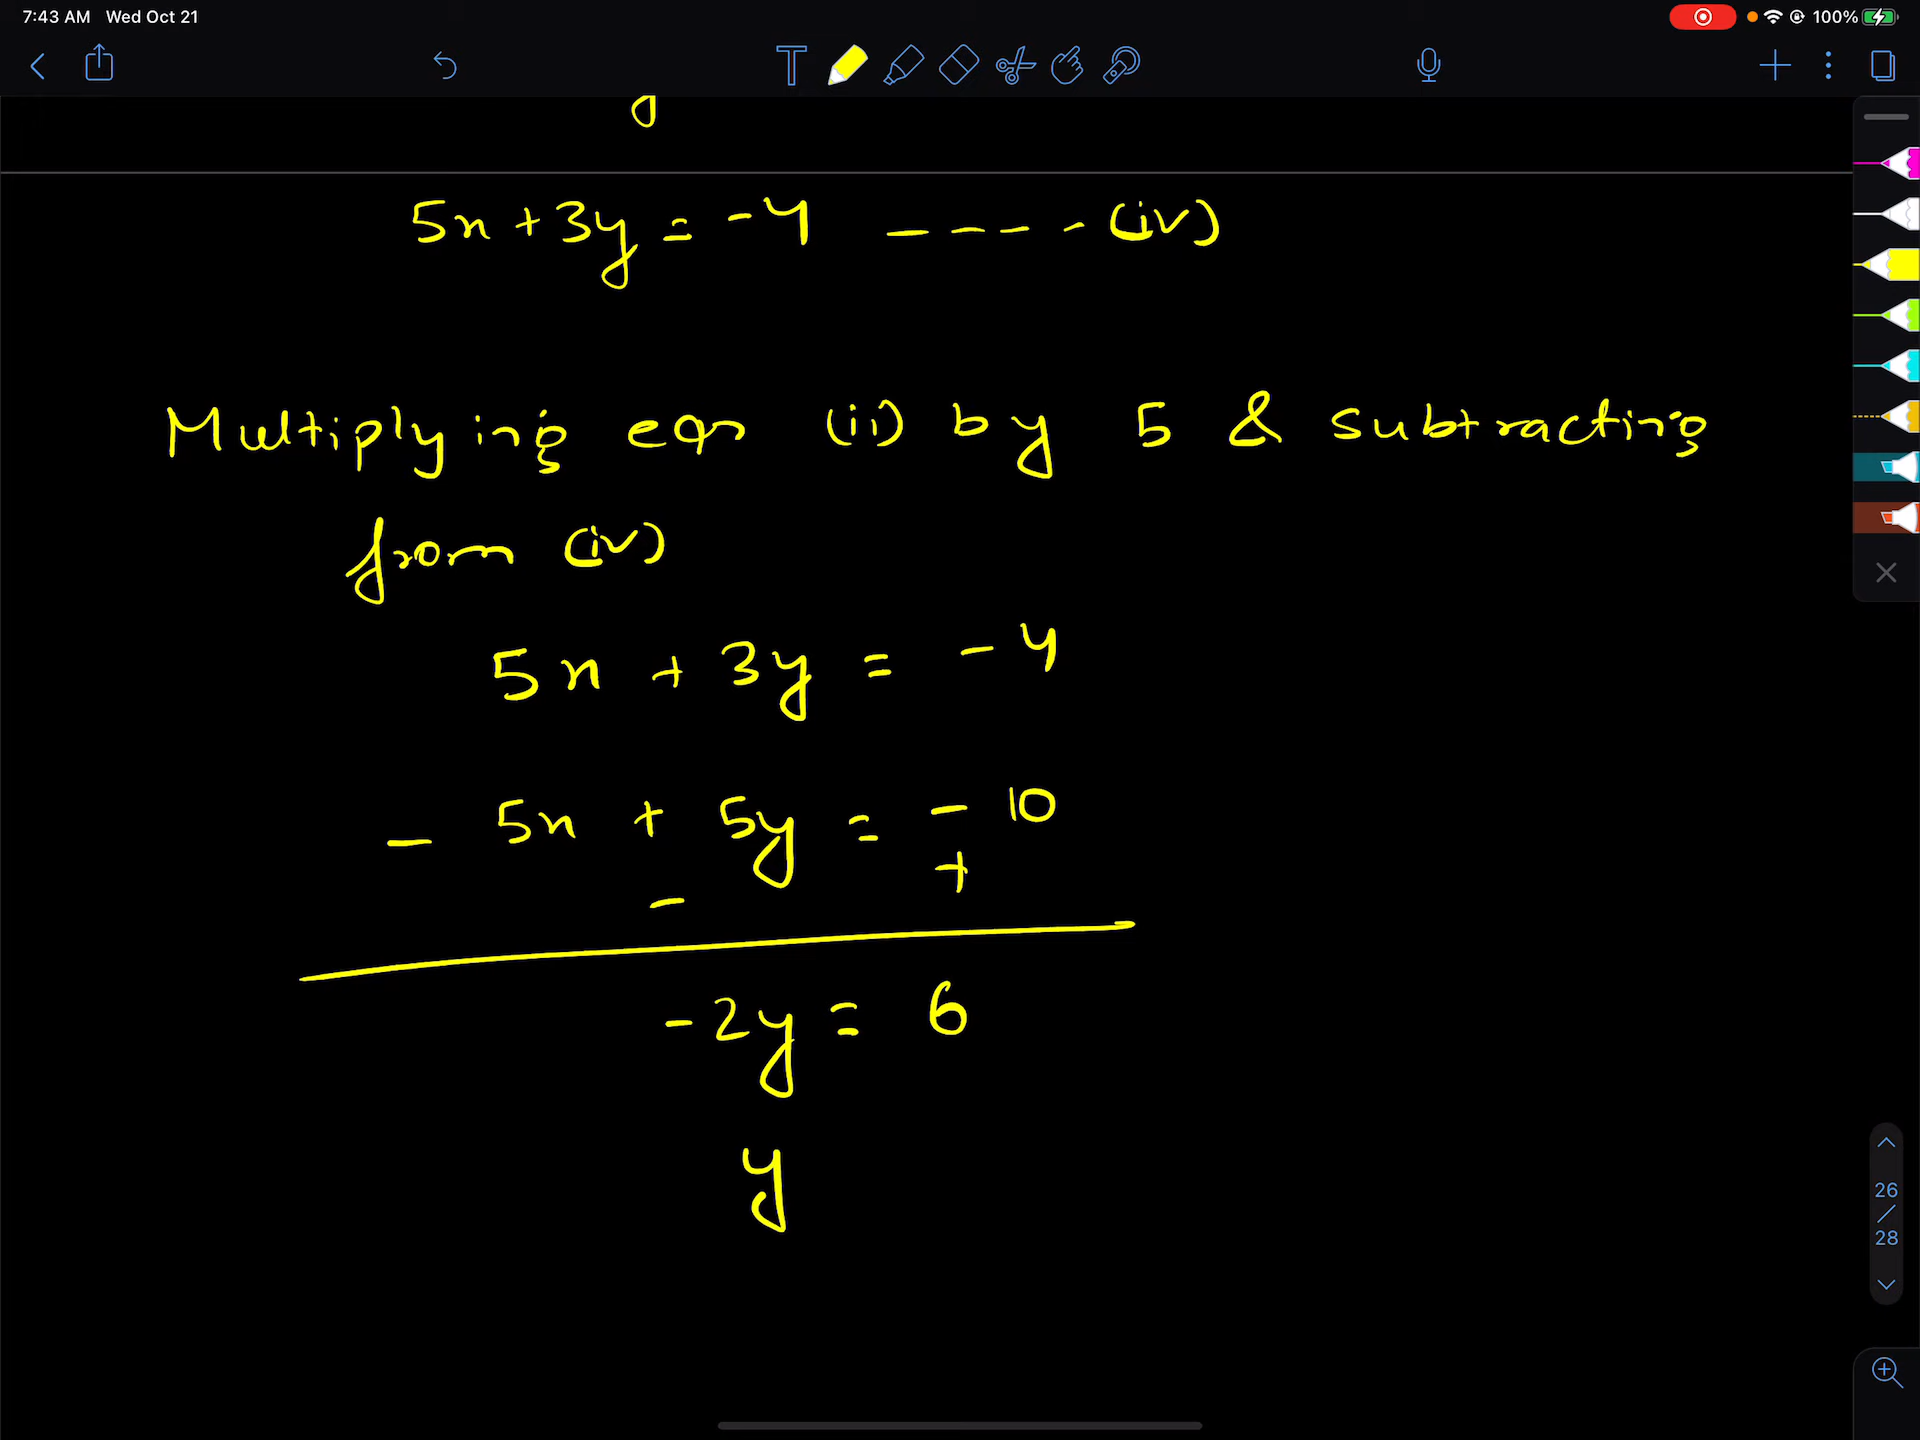 7:43 AM Wed Oct 21
100%
5x + 3y = -4 ---- (iv)
Multiplying eqn (ii) by 5 & subtracting
from (iv)
5x + 3y = -4
- 5x + 5y = -10
- +
-2y = 6
y
26
/
28